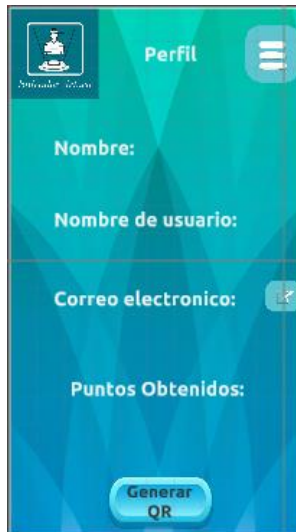 Perfil
Nombre:
Nombre de usuario:
Correo electronico:
Puntos Obtenidos:
Generar
QR